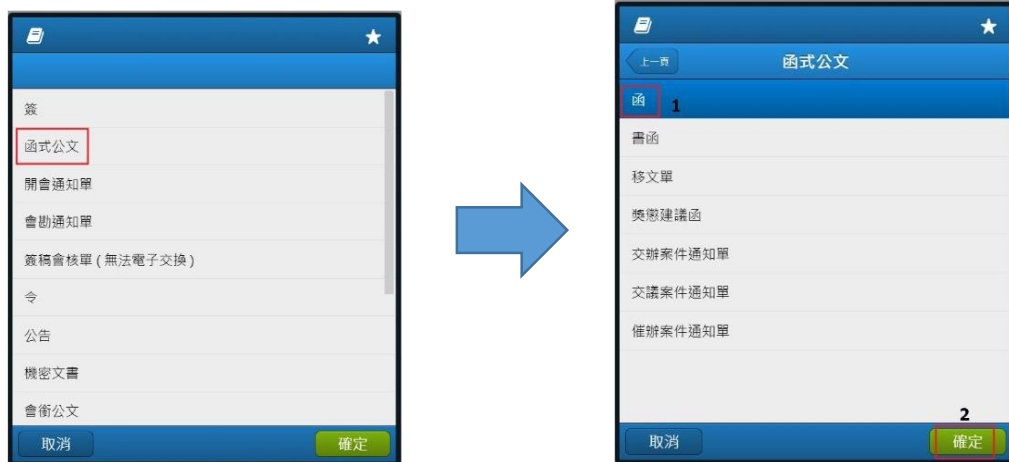 簽
函式公文
開會通知單
會勘通知單
簽稿會核單 ( 無法電子交換 )
令
公告
機密文書
會銜公文
取消
確定
上一頁
函式公文
函
1
書函
移文單
獎懲建議函
交辦案件通知單
交議案件通知單
催辦案件通知單
2
取消
確定